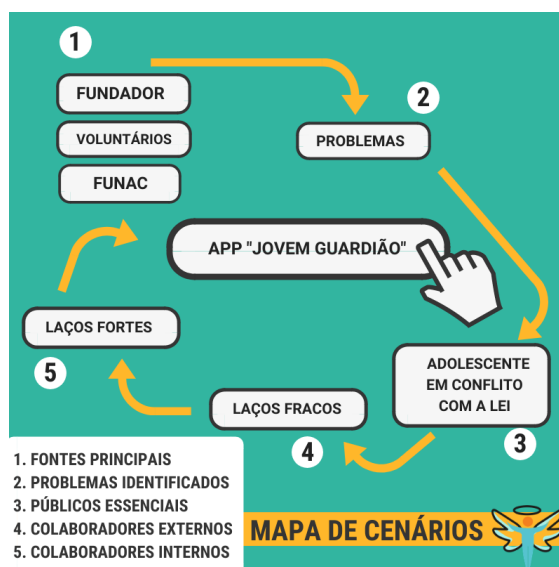 1
FUNDADOR
VOLUNTÁRIOS
FUNAC
2
PROBLEMAS
APP "JOVEM GUARDIÃO"
LAÇOS FORTES
5
ADOLESCENTE
EM CONFLITO
COM A LEI
3
LAÇOS FRACOS
4
1. FONTES PRINCIPAIS
2. PROBLEMAS IDENTIFICADOS
3. PÚBLICOS ESSENCIAIS
4. COLABORADORES EXTERNOS
5. COLABORADORES INTERNOS
MAPA DE CENÁRIOS